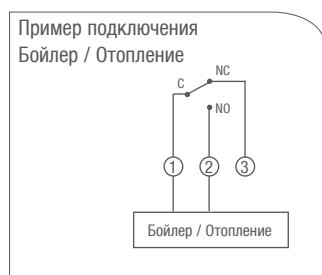 Пример подключения
Бойлер / Отопление
NC
C
NO
1 2 3
Бойлер / Отопление